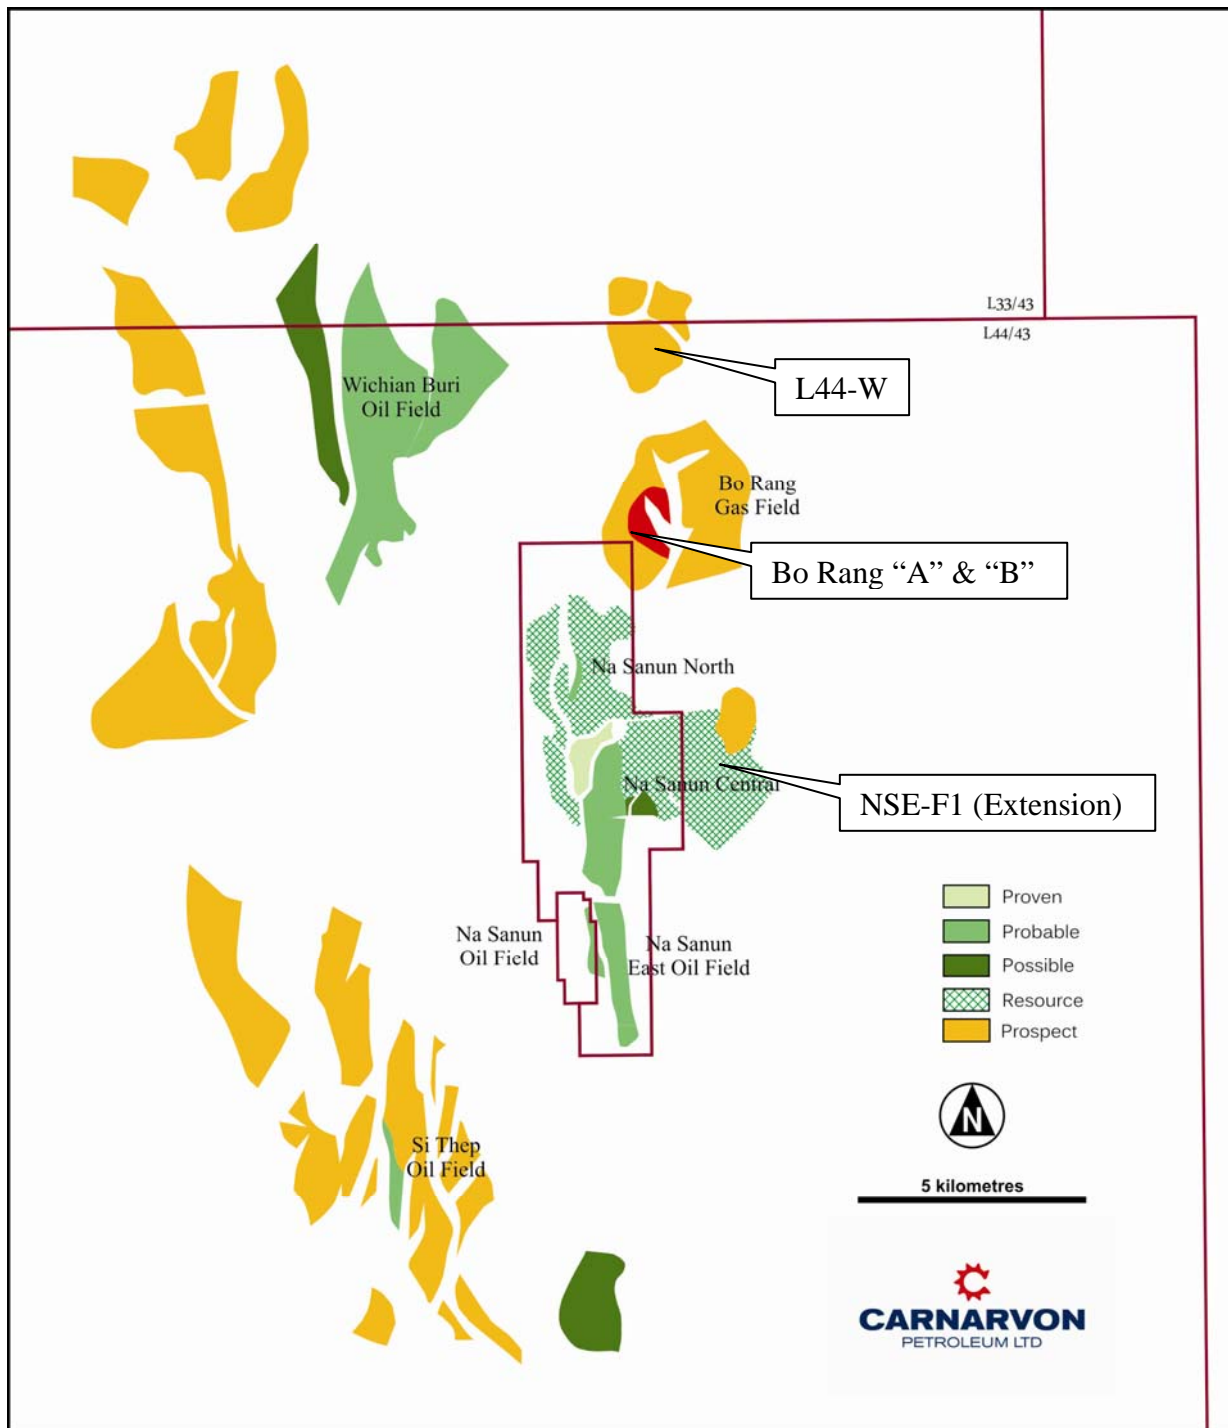 L33/43
L44/43
Wichian Buri
Oil Field
L44-W
Bo Rang
Gas Field
Bo Rang “A” & “B”
Na Sanun North
Na Sanun Central
NSE-F1 (Extension)
Na Sanun
Oil Field
Na Sanun
East Oil Field
Proven
Probable
Possible
Resource
Prospect
N
Si Thep
Oil Field
5 kilometres
CARNARVON
PETROLEUM LTD